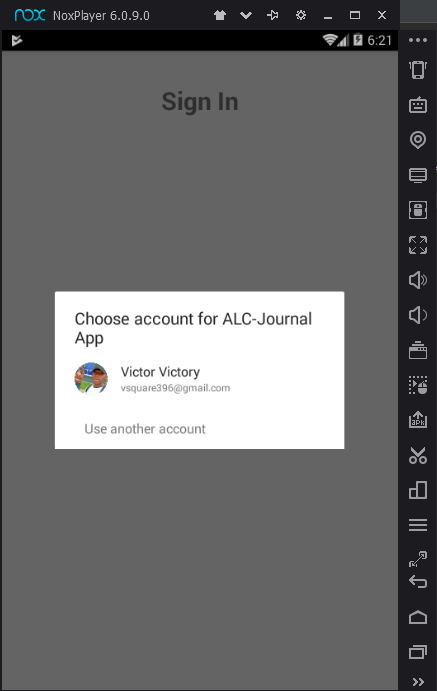 nox NoxPlayer 6.0.9.0
6:21
Sign In
Choose account for ALC-Journal
App
Victor Victory
vsquare396@gmail.com
Use another account